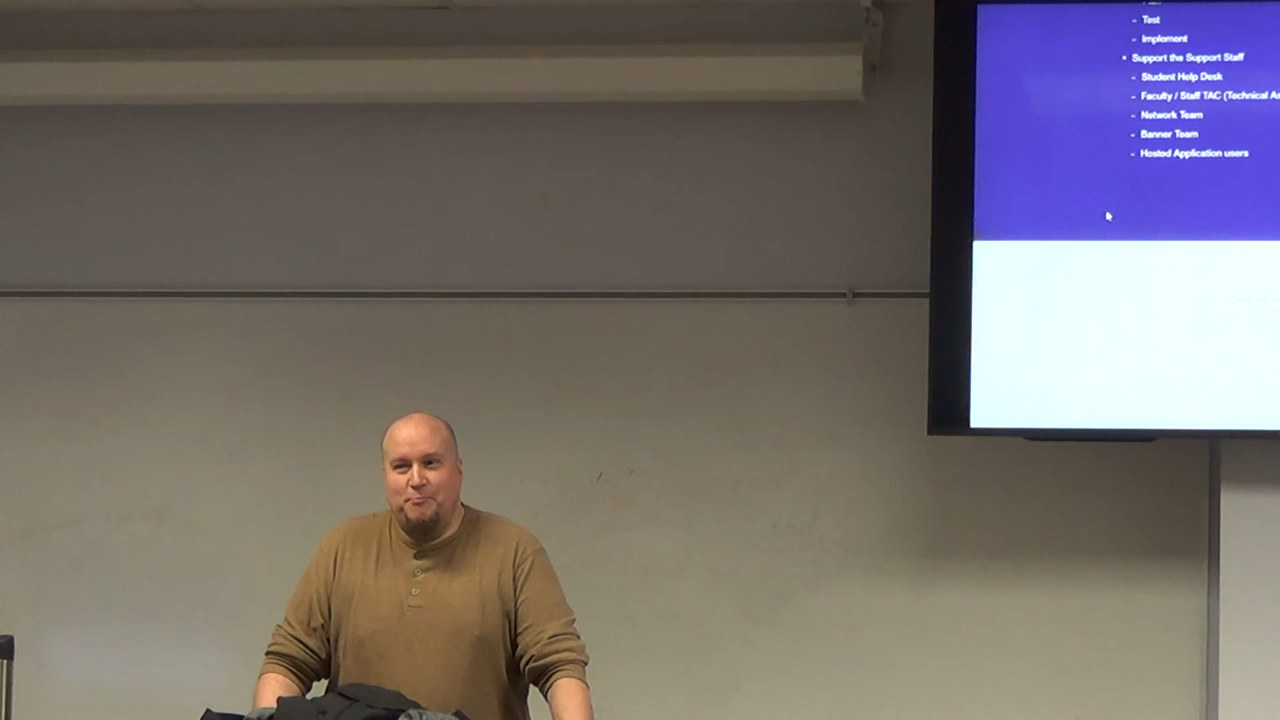 - Test
- Implement
• Support the Support Staff
- Student Help Desk
- Faculty / Staff TAC (Technical As
- Network Team
- Banner Team
- Hosted Application users